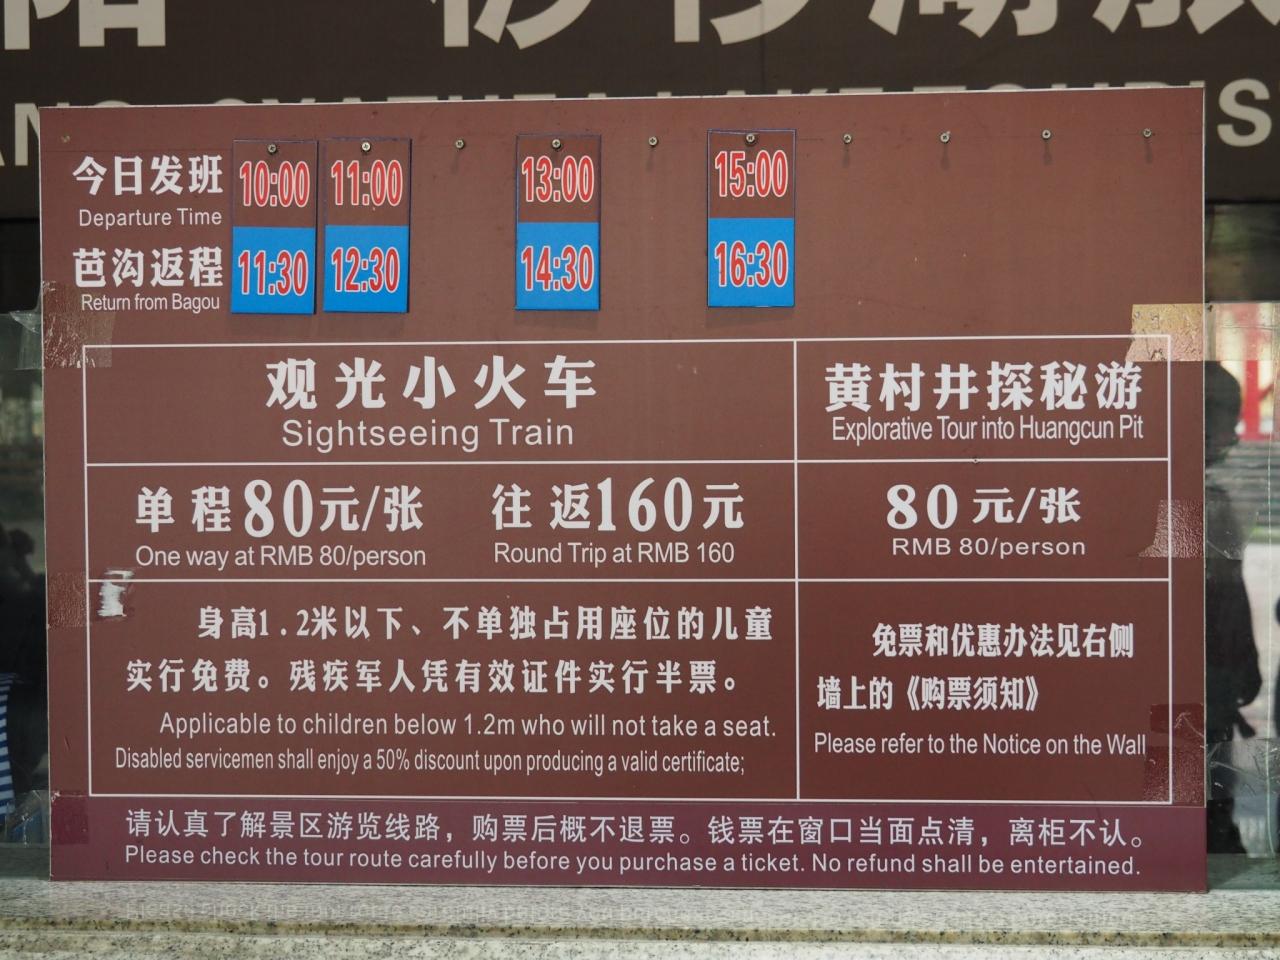 今日发班 10:00 11:00 13:00 15:00
Departure Time
芭沟返程 11:30 12:30 14:30 16:30
Return from Bagou
观光小火车
Sightseeing Train
黄村井探秘游
Explorative Tour into Huangcun Pit
单程80元/张 往返160元
One way at RMB 80/person Round Trip at RMB 160
80元/张
RMB 80/person
身高1.2米以下、不单独占用座位的儿童
实行免费。残疾军人凭有效证件实行半票。
Applicable to children below 1.2m who will not take a seat.
Disabled servicemen shall enjoy a 50% discount upon producing a valid certificate;
免票和优惠办法见右侧
墙上的《购票须知》
Please refer to the Notice on the Wall
请认真了解景区游览线路，购票后概不退票。钱票在窗口当面点清，离柜不认。
Please check the tour route carefully before you purchase a ticket. No refund shall be entertained.